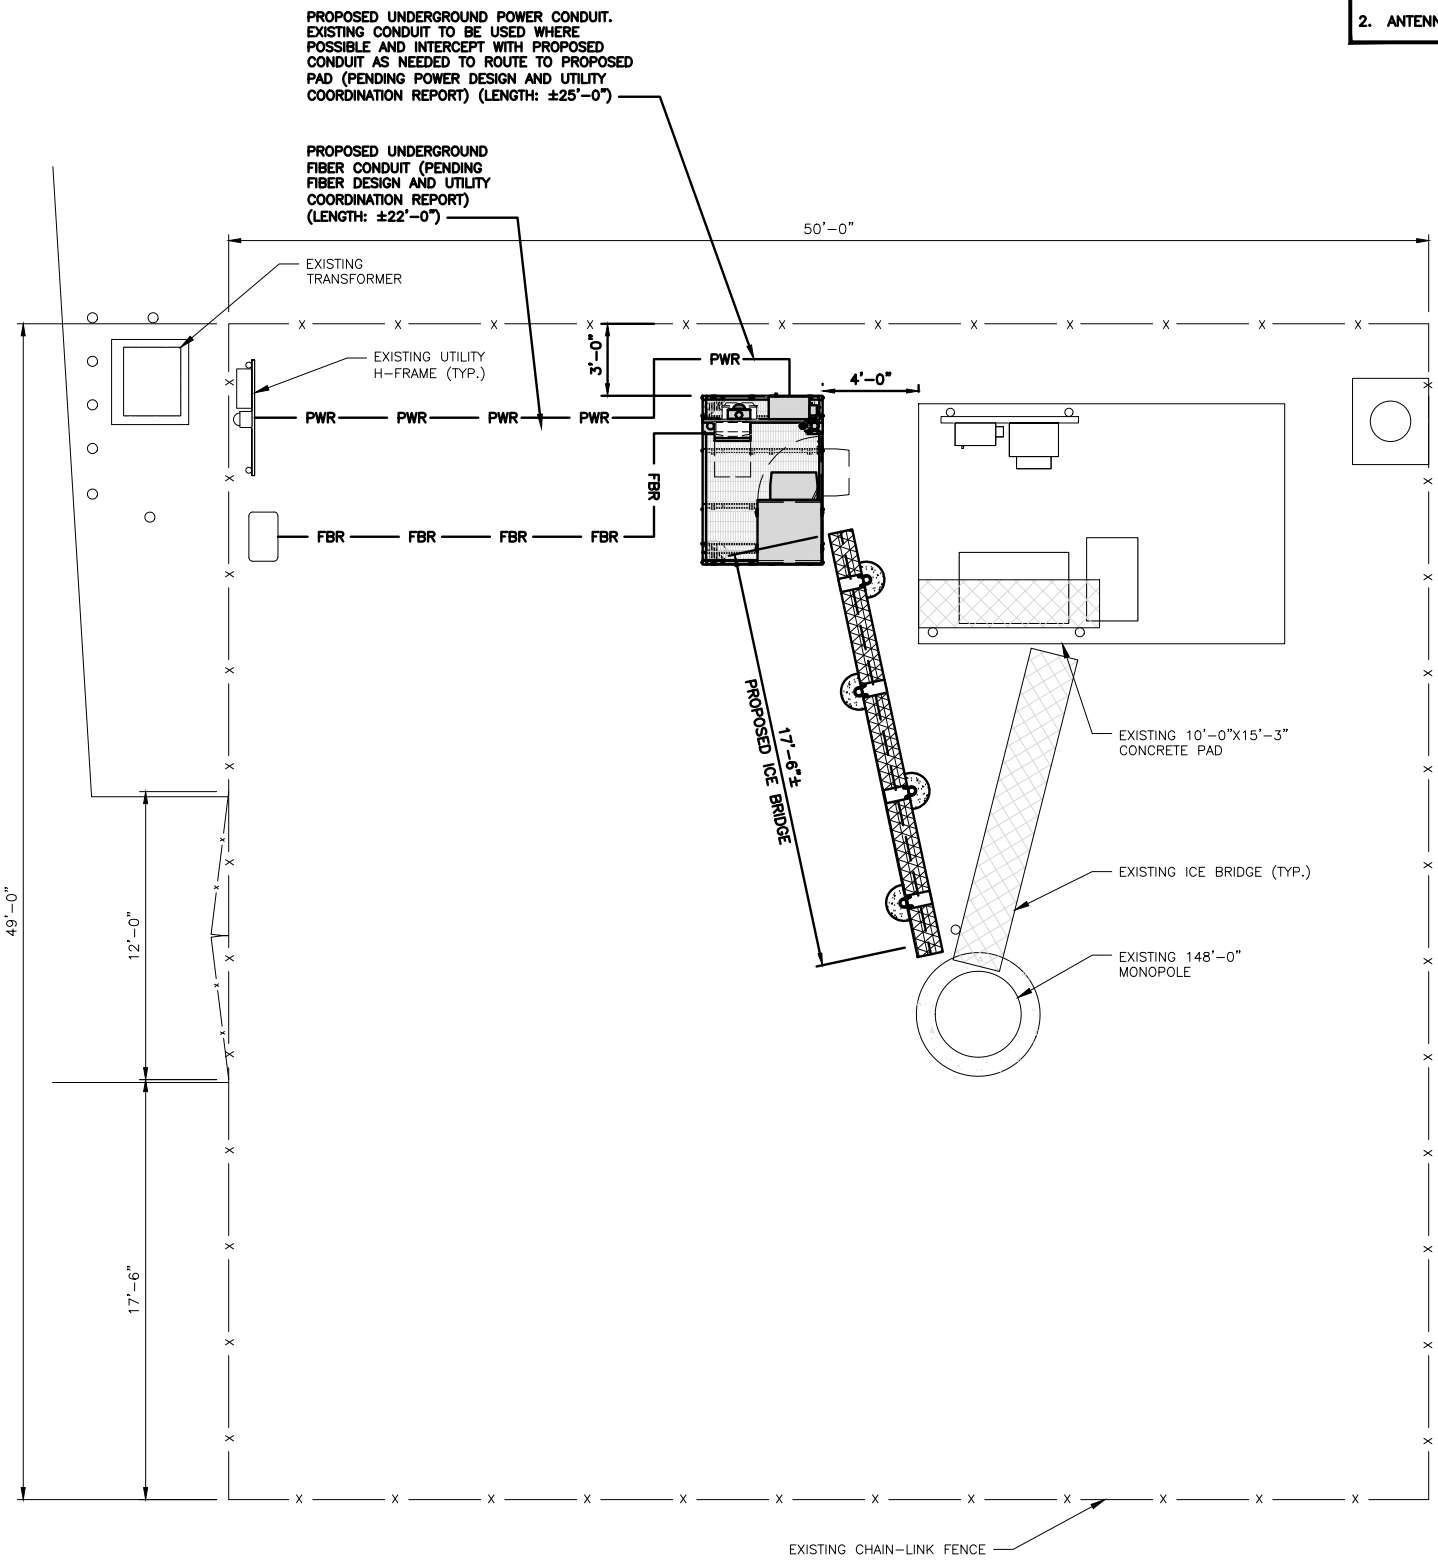 PROPOSED UNDERGROUND POWER CONDUIT.
EXISTING CONDUIT TO BE USED WHERE
POSSIBLE AND INTERCEPT WITH PROPOSED
CONDUIT AS NEEDED TO ROUTE TO PROPOSED
PAD (PENDING POWER DESIGN AND UTILITY
COORDINATION REPORT) (LENGTH: ±25'-0")
2. ANTENN
PROPOSED UNDERGROUND
FIBER CONDUIT (PENDING
FIBER DESIGN AND UTILITY
COORDINATION REPORT)
(LENGTH: ±22'-0")
50'-0"
EXISTING
TRANSFORMER
EXISTING UTILITY
H-FRAME (TYP.)
3'-0"
PWR
4'-0"
PWR PWR PWR PWR
FBR
FBR FBR FBR FBR
17'-6"±
PROPOSED ICE BRIDGE
EXISTING 10'-0"X15'-3"
CONCRETE PAD
EXISTING ICE BRIDGE (TYP.)
49'-0"
12'-0"
EXISTING 148'-0"
MONOPOLE
17'-6"
EXISTING CHAIN-LINK FENCE